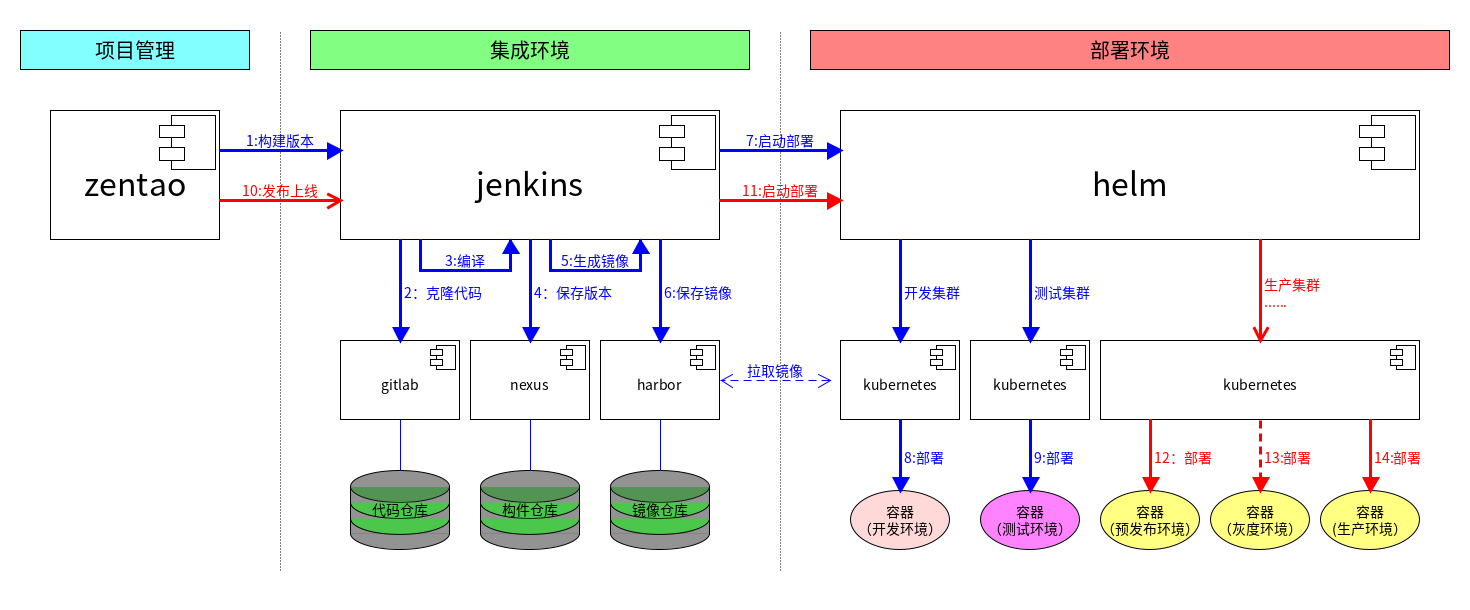 项目管理
集成环境
部署环境
zentao
1:构建版本
10:发布上线
jenkins
7:启动部署
11:启动部署
helm
3:编译
5:生成镜像
2：克隆代码
4：保存版本
6:保存镜像
开发集群
测试集群
生产集群
......
gitlab
nexus
harbor
拉取镜像
kubernetes
kubernetes
kubernetes
8:部署
9:部署
12：部署
13:部署
14:部署
代码仓库
构件仓库
镜像仓库
容器
（开发环境）
容器
（测试环境）
容器
（预发布环境）
容器
（灰度环境）
容器
（生产环境）